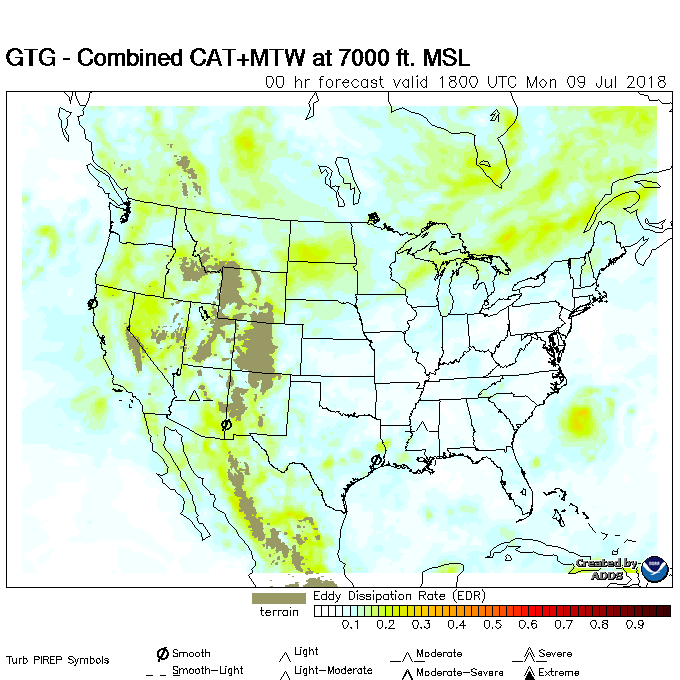 GTG - Combined CAT+MTW at 7000 ft. MSL
00 hr forecast valid 1800 UTC Mon 09 Jul 2018
Created by
ADDS
NOAA
terrain
Eddy Dissipation Rate (EDR)
0.1 0.2 0.3 0.4 0.5 0.6 0.7 0.8 0.9
Turb PIREP Symbols
Smooth Light Moderate Severe
Smooth-Light Light-Moderate Moderate-Severe Extreme